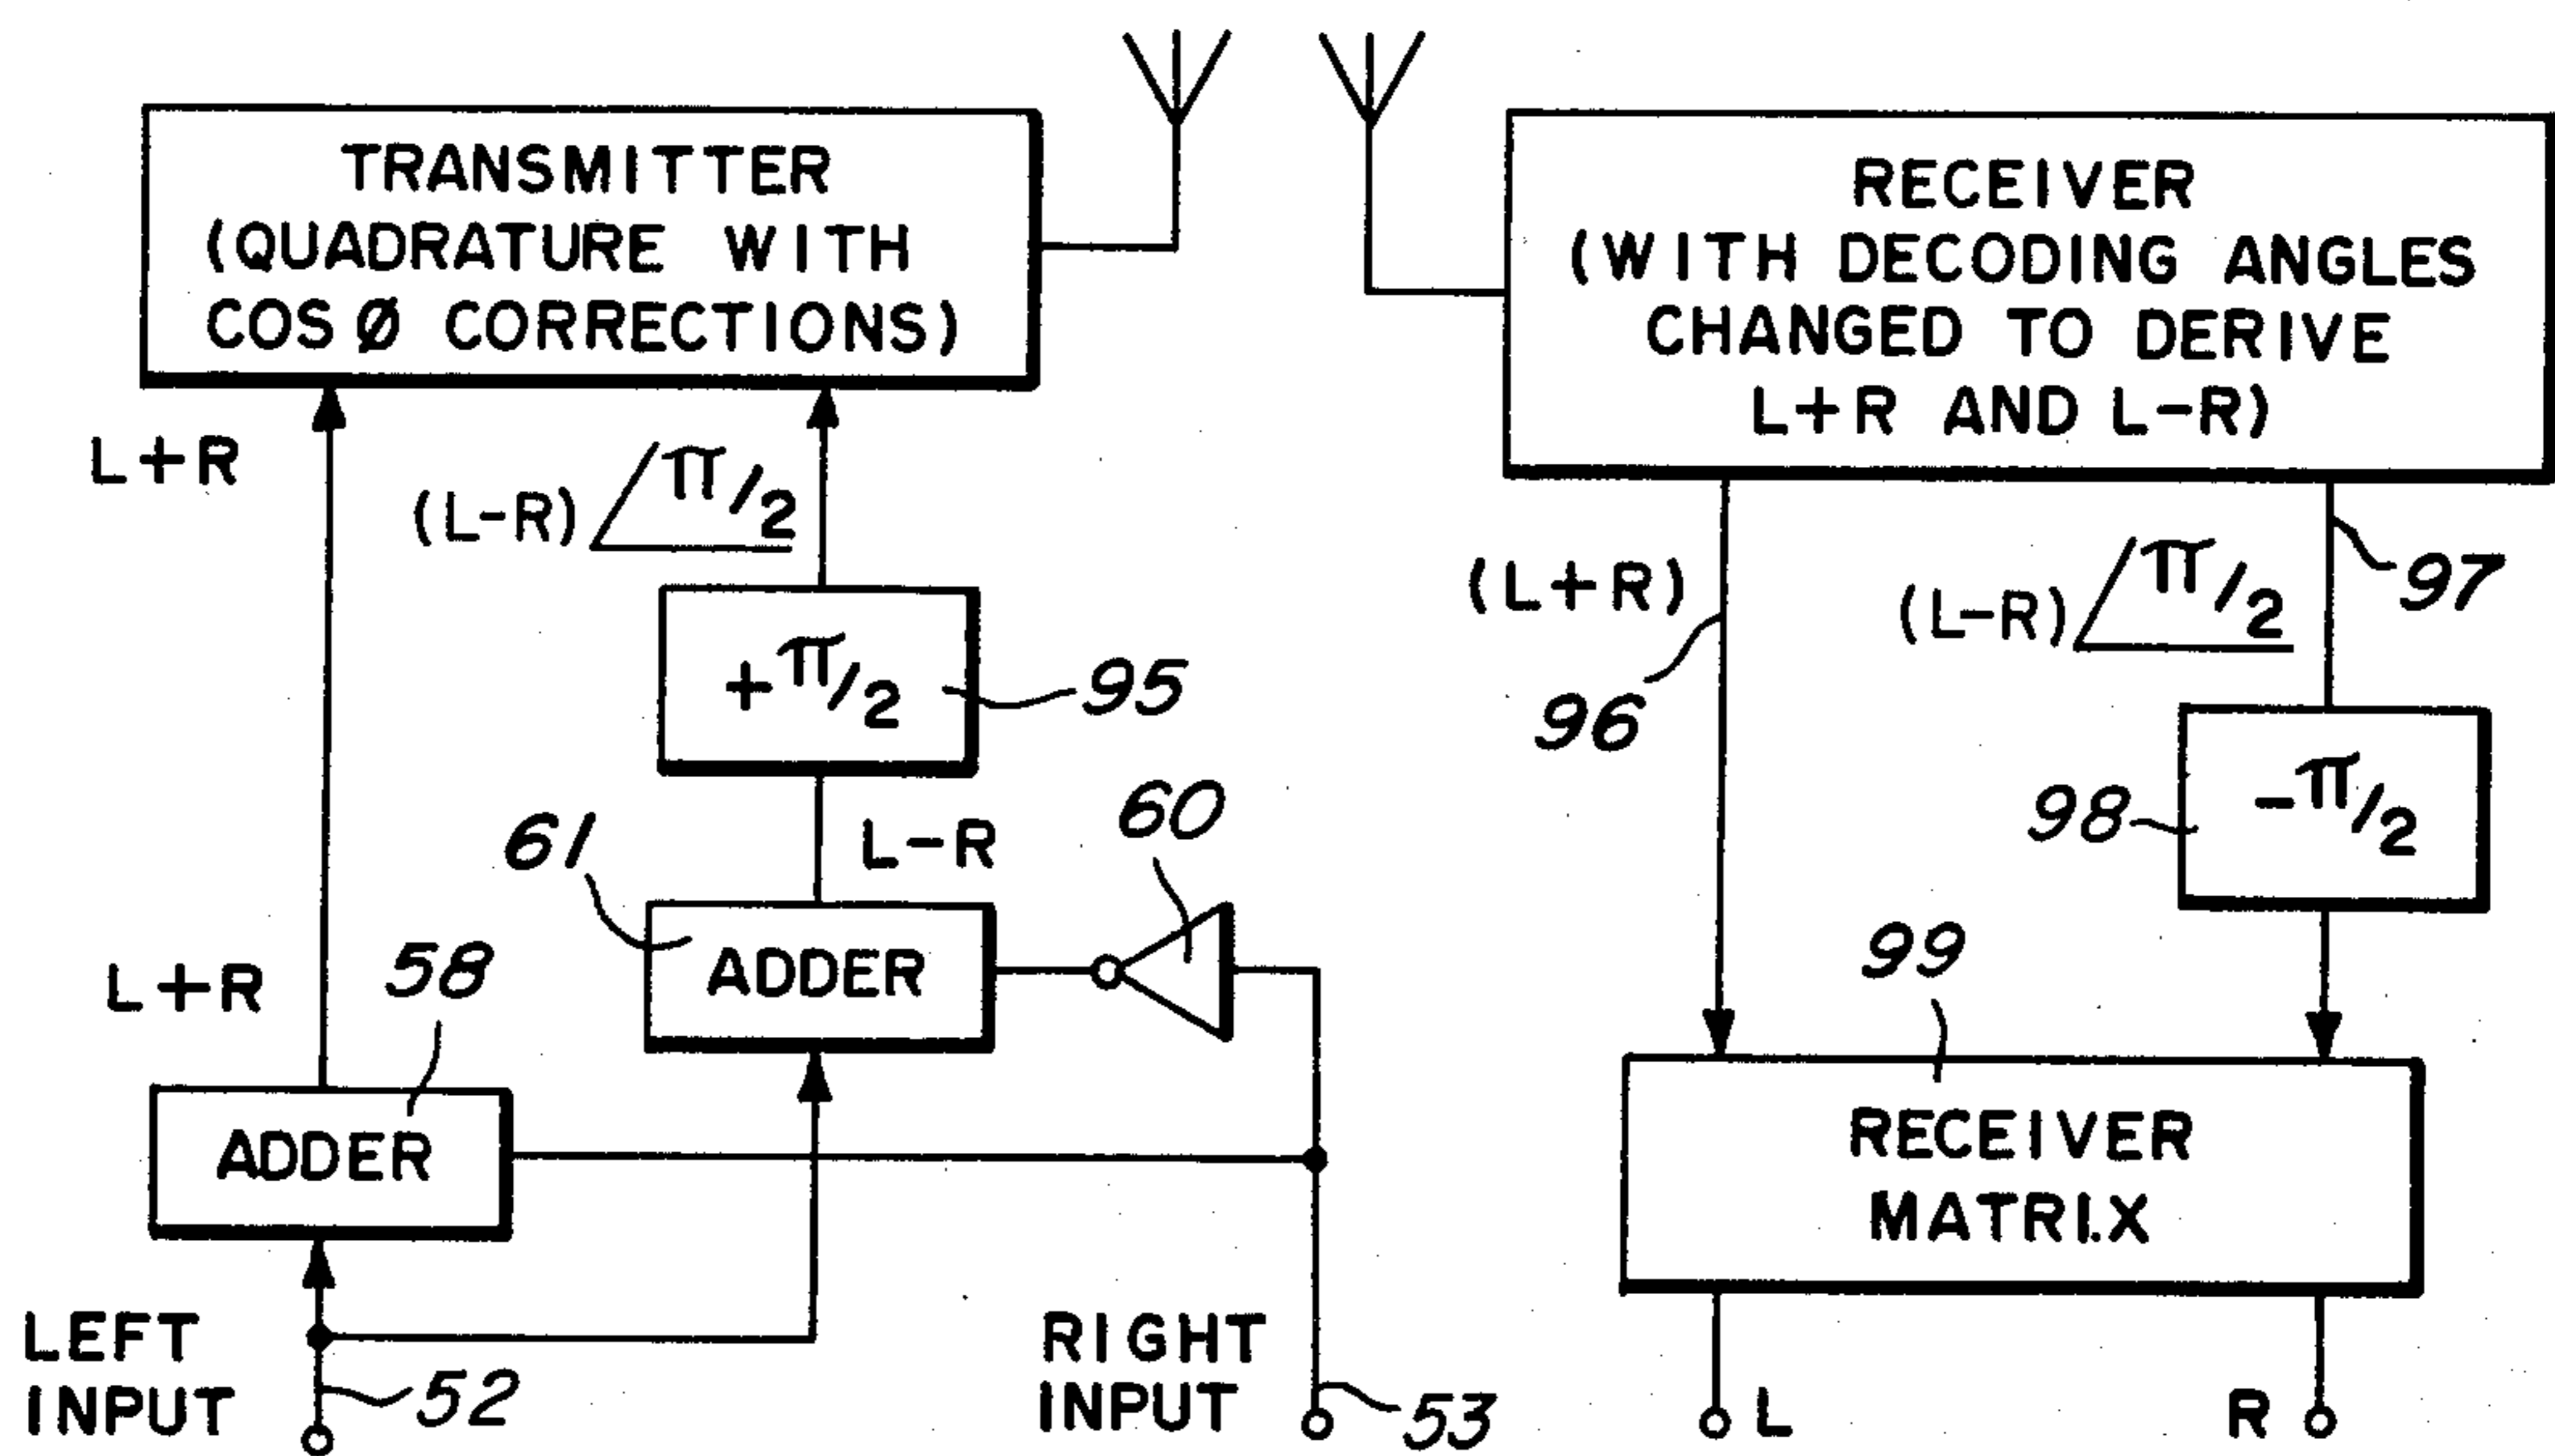 TRANSMITTER
(QUADRATURE WITH
COS Ø CORRECTIONS)
RECEIVER
(WITH DECODING ANGLES
CHANGED TO DERIVE
L+R AND L-R)
L+R
(L-R) π/2
(L+R)
96
(L-R) π/2
97
+π/2
95
-π/2
98
L-R
61
60
ADDER
L+R
58
ADDER
99
RECEIVER
MATRIX
LEFT
INPUT
52
RIGHT
INPUT
53
L
R